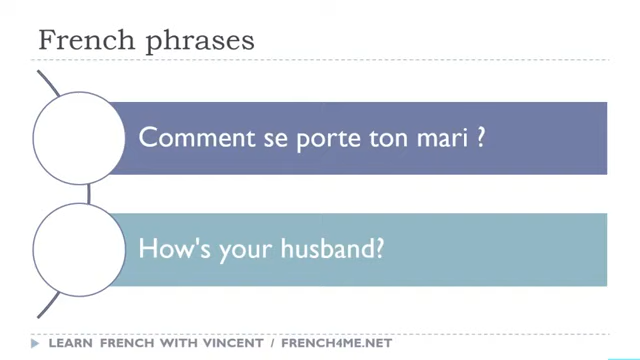 French phrases
Comment se porte ton mari ?
How's your husband?
LEARN FRENCH WITH VINCENT / FRENCH4ME.NET